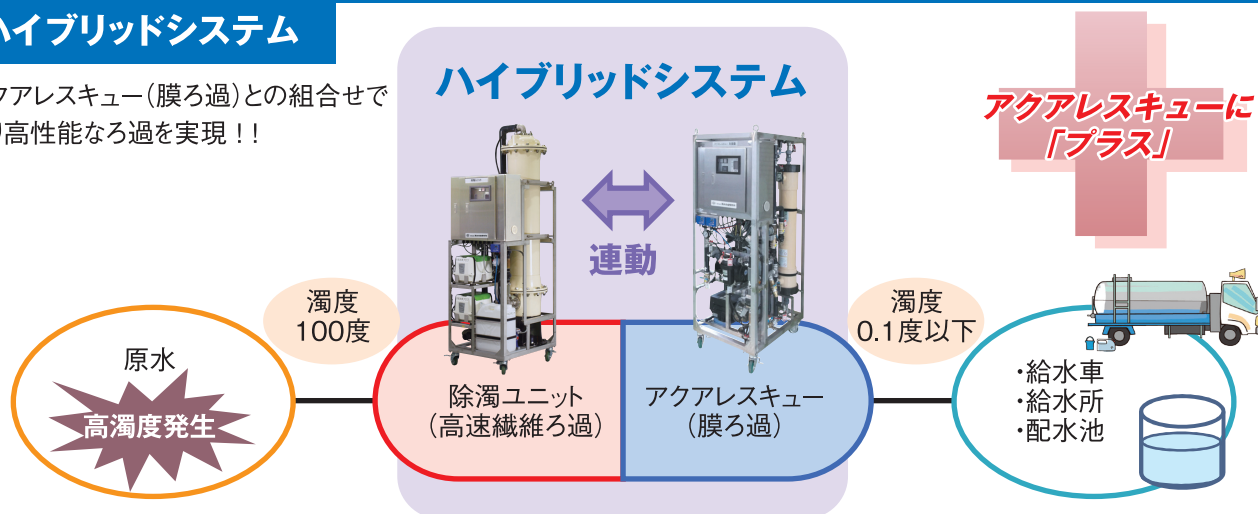 ハイブリッドシステム
クアレスキュー(膜ろ過)との組合せで
り高性能なろ過を実現!!
ハイブリッドシステム
アクアレスキューに
「プラス」
連動
濁度
100度
濁度
0.1度以下
原水
高濁度発生
除濁ユニット
(高速繊維ろ過)
アクアレスキュー
(膜ろ過)
・給水車
・給水所
・配水池